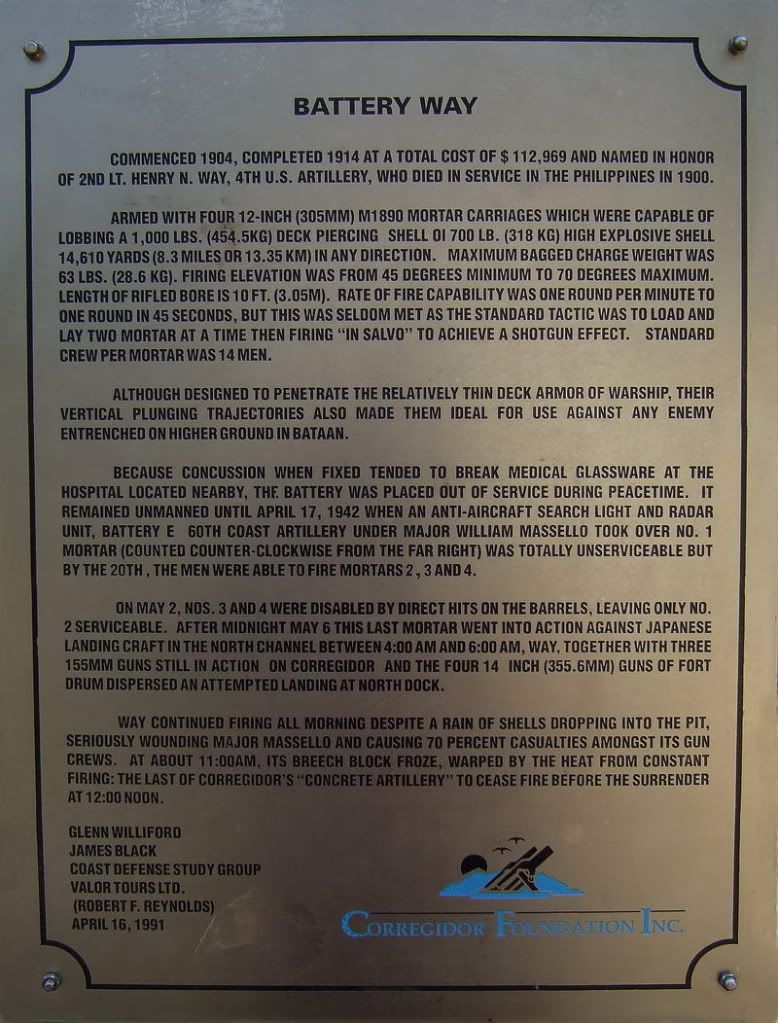 BATTERY WAY
COMMENCED 1904, COMPLETED 1914 AT A TOTAL COST OF $ 112,969 AND NAMED IN HONOR
OF 2ND LT. HENRY N. WAY, 4TH U.S. ARTILLERY, WHO DIED IN SERVICE IN THE PHILIPPINES IN 1900.
ARMED WITH FOUR 12-INCH (305MM) M1890 MORTAR CARRIAGES WHICH WERE CAPABLE OF
LOBBING A 1,000 LBS. (454.5KG) DECK PIERCING SHELL OI 700 LB. (318 KG) HIGH EXPLOSIVE SHELL
14,610 YARDS (8.3 MILES OR 13.35 KM) IN ANY DIRECTION. MAXIMUM BAGGED CHARGE WEIGHT WAS
63 LBS. (28.6 KG). FIRING ELEVATION WAS FROM 45 DEGREES MINIMUM TO 70 DEGREES MAXIMUM.
LENGTH OF RIFLED BORE IS 10 FT. (3.05M). RATE OF FIRE CAPABILITY WAS ONE ROUND PER MINUTE TO
ONE ROUND IN 45 SECONDS, BUT THIS WAS SELDOM MET AS THE STANDARD TACTIC WAS TO LOAD AND
LAY TWO MORTAR AT A TIME THEN FIRING “IN SALVO” TO ACHIEVE A SHOTGUN EFFECT. STANDARD
CREW PER MORTAR WAS 14 MEN.
ALTHOUGH DESIGNED TO PENETRATE THE RELATIVELY THIN DECK ARMOR OF WARSHIP, THEIR
VERTICAL PLUNGING TRAJECTORIES ALSO MADE THEM IDEAL FOR USE AGAINST ANY ENEMY
ENTRENCHED ON HIGHER GROUND IN BATAAN.
BECAUSE CONCUSSION WHEN FIXED TENDED TO BREAK MEDICAL GLASSWARE AT THE
HOSPITAL LOCATED NEARBY, THE BATTERY WAS PLACED OUT OF SERVICE DURING PEACETIME. IT
REMAINED UNMANNED UNTIL APRIL 17, 1942 WHEN AN ANTI-AIRCRAFT SEARCH LIGHT AND RADAR
UNIT, BATTERY E 60TH COAST ARTILLERY UNDER MAJOR WILLIAM MASSELLO TOOK OVER NO. 1
MORTAR (COUNTED COUNTER-CLOCKWISE FROM THE FAR RIGHT) WAS TOTALLY UNSERVICEABLE BUT
BY THE 20TH , THE MEN WERE ABLE TO FIRE MORTARS 2 , 3 AND 4.
ON MAY 2, NOS. 3 AND 4 WERE DISABLED BY DIRECT HITS ON THE BARRELS, LEAVING ONLY NO.
2 SERVICEABLE. AFTER MIDNIGHT MAY 6 THIS LAST MORTAR WENT INTO ACTION AGAINST JAPANESE
LANDING CRAFT IN THE NORTH CHANNEL BETWEEN 4:00 AM AND 6:00 AM, WAY, TOGETHER WITH THREE
155MM GUNS STILL IN ACTION ON CORREGIDOR AND THE FOUR 14 INCH (355.6MM) GUNS OF FORT
DRUM DISPERSED AN ATTEMPTED LANDING AT NORTH DOCK.
WAY CONTINUED FIRING ALL MORNING DESPITE A RAIN OF SHELLS DROPPING INTO THE PIT,
SERIOUSLY WOUNDING MAJOR MASSELLO AND CAUSING 70 PERCENT CASUALTIES AMONGST ITS GUN
CREWS. AT ABOUT 11:00AM, ITS BREECH BLOCK FROZE, WARPED BY THE HEAT FROM CONSTANT
FIRING: THE LAST OF CORREGIDOR'S “CONCRETE ARTILLERY” TO CEASE FIRE BEFORE THE SURRENDER
AT 12:00 NOON.
GLENN WILLIFORD
JAMES BLACK
COAST DEFENSE STUDY GROUP
VALOR TOURS LTD.
(ROBERT F. REYNOLDS)
APRIL 16, 1991
CORREGIDOR FOUNDATION INC.